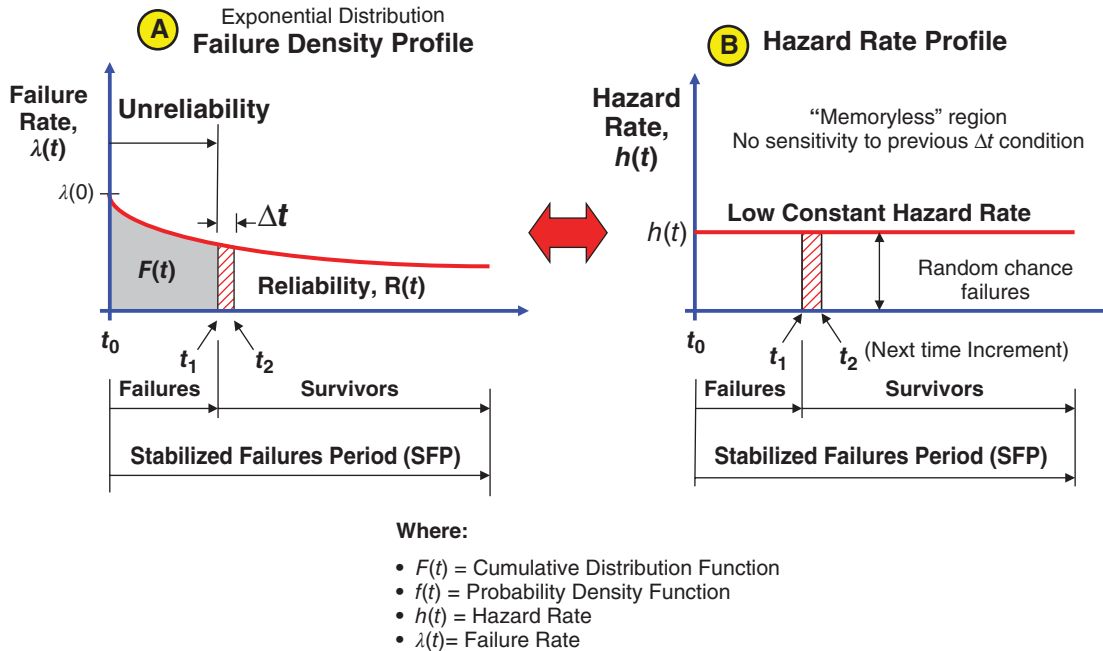 A
Exponential Distribution
Failure Density Profile
Failure
Rate,
λ(t)
Unreliability
λ(0)
Δt
F(t)
Reliability, R(t)
t0
t1
t2
Failures
Survivors
Stabilized Failures Period (SFP)
B
Hazard Rate Profile
Hazard
Rate,
h(t)
“Memoryless” region
No sensitivity to previous Δt condition
Low Constant Hazard Rate
h(t)
Random chance
failures
t0
t1
t2 (Next time Increment)
Failures
Survivors
Stabilized Failures Period (SFP)
Where:
• F(t) = Cumulative Distribution Function
• f(t) = Probability Density Function
• h(t) = Hazard Rate
• λ(t)= Failure Rate